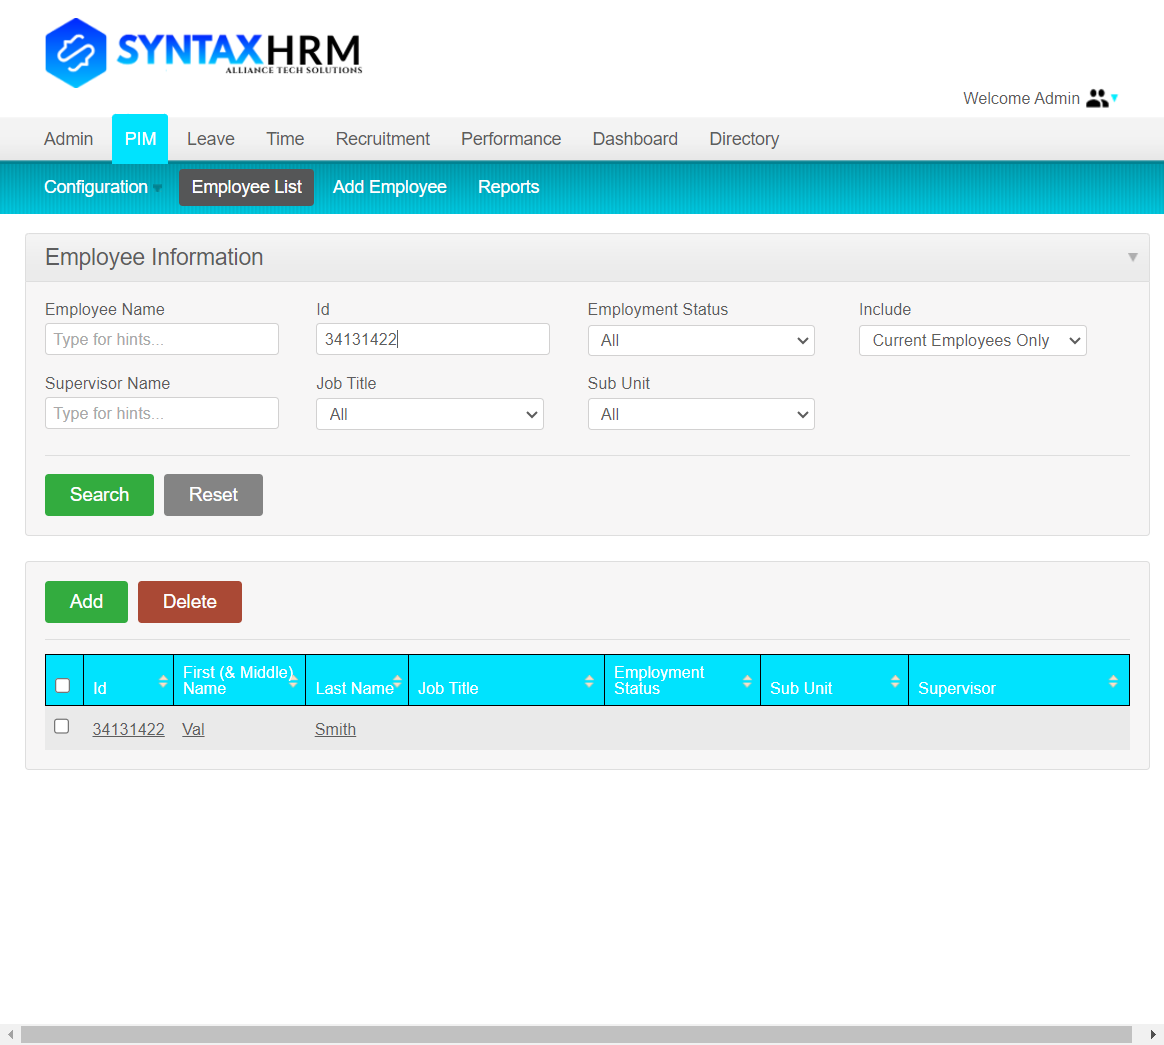 SYNTAXHRM
ALLIANCE TECH SOLUTIONS
Welcome Admin
Admin PIM Leave Time Recruitment Performance Dashboard Directory
Configuration Employee List Add Employee Reports
Employee Information
Employee Name Id Employment Status Include
Type for hints... 34131422 All Current Employees Only
Supervisor Name Job Title Sub Unit
Type for hints... All All
Search Reset
Add Delete
Id First (& Middle) Name Last Name Job Title Employment Status Sub Unit Supervisor
34131422 Val Smith